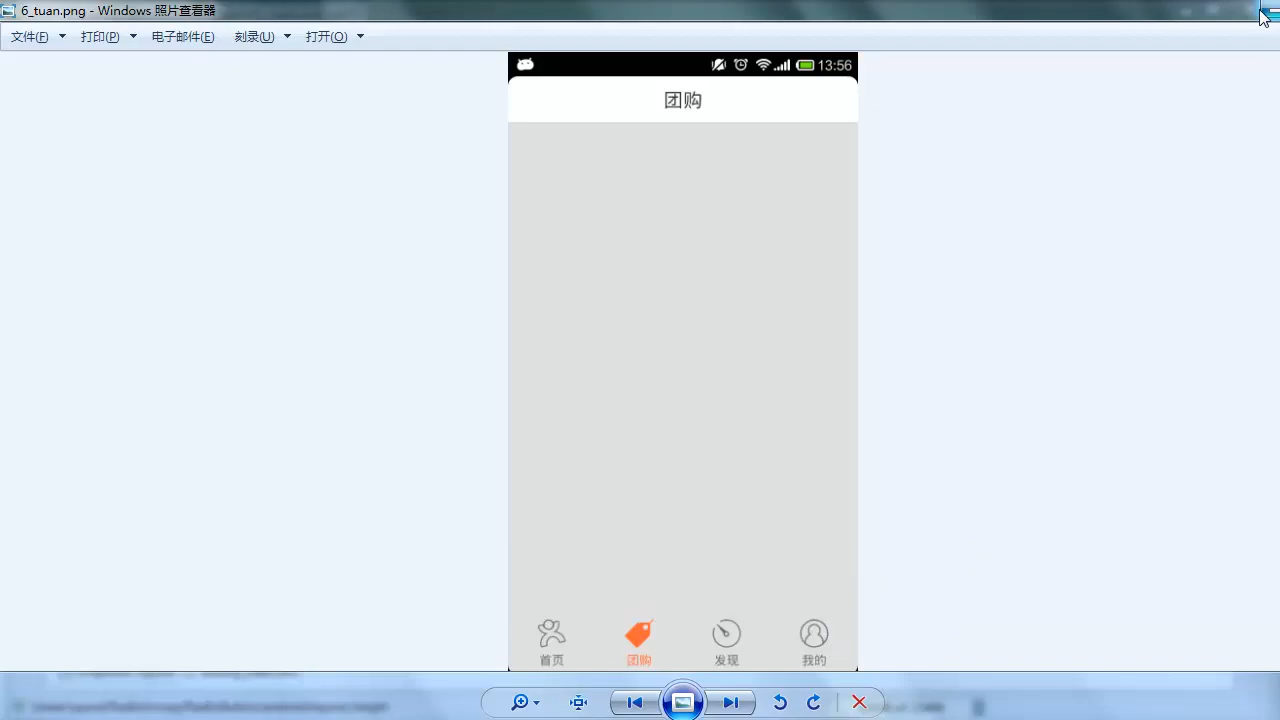 6_tuan.png - Windows 照片查看器
文件(F) 打印(P) 电子邮件(E) 刻录(U) 打开(O)
13:56
团购
首页 团购 发现 我的